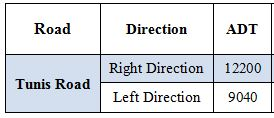 Road Direction ADT
Tunis Road
Right Direction 12200
Left Direction 9040